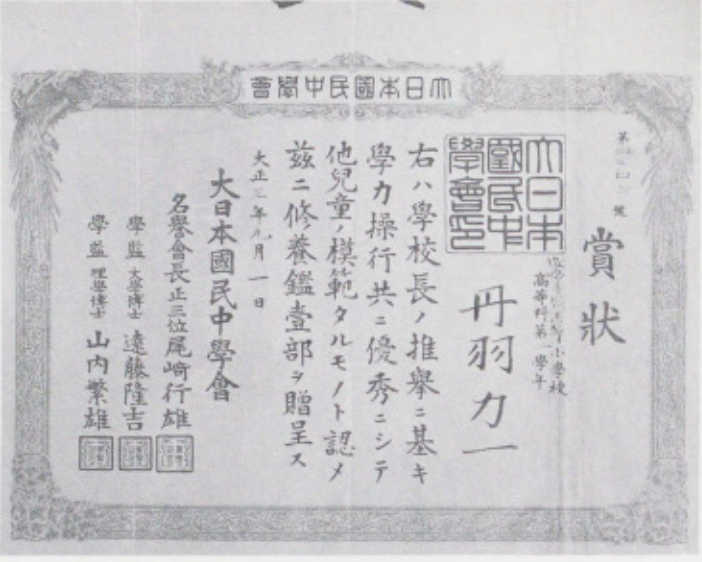 大日本國民中學會
賞狀
高等科第 學年
大日本國民中學會印
丹羽力一
右ハ學校長ノ推擧ニ基キ
學力操行共ニ優秀ニシテ
他兒童ノ模範タルモノト認メ
茲ニ修養鑑壹部ヲ贈呈ス
大正三年九月一日
大日本國民中學會
名譽會長正三位尾崎行雄
學監 文學博士 遠藤隆吉
學監 理學博士 山内繁雄